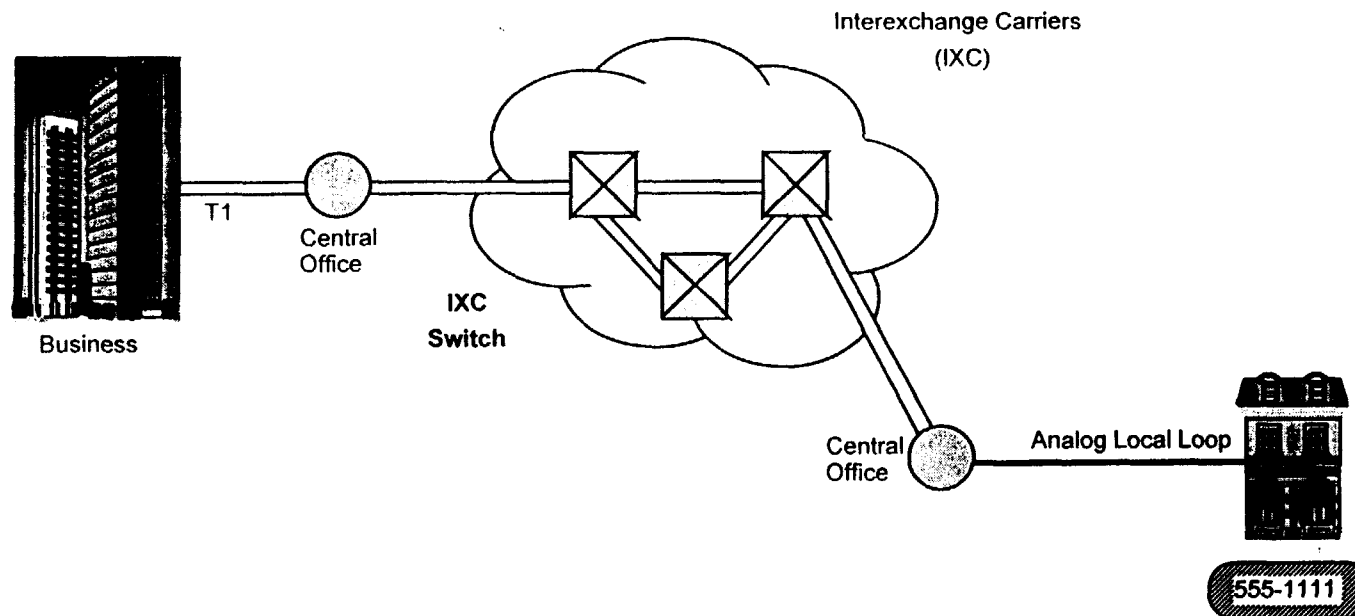 Interexchange Carriers
(IXC)
T1
Central
Office
IXC
Switch
Business
Central
Office
Analog Local Loop
555-1111